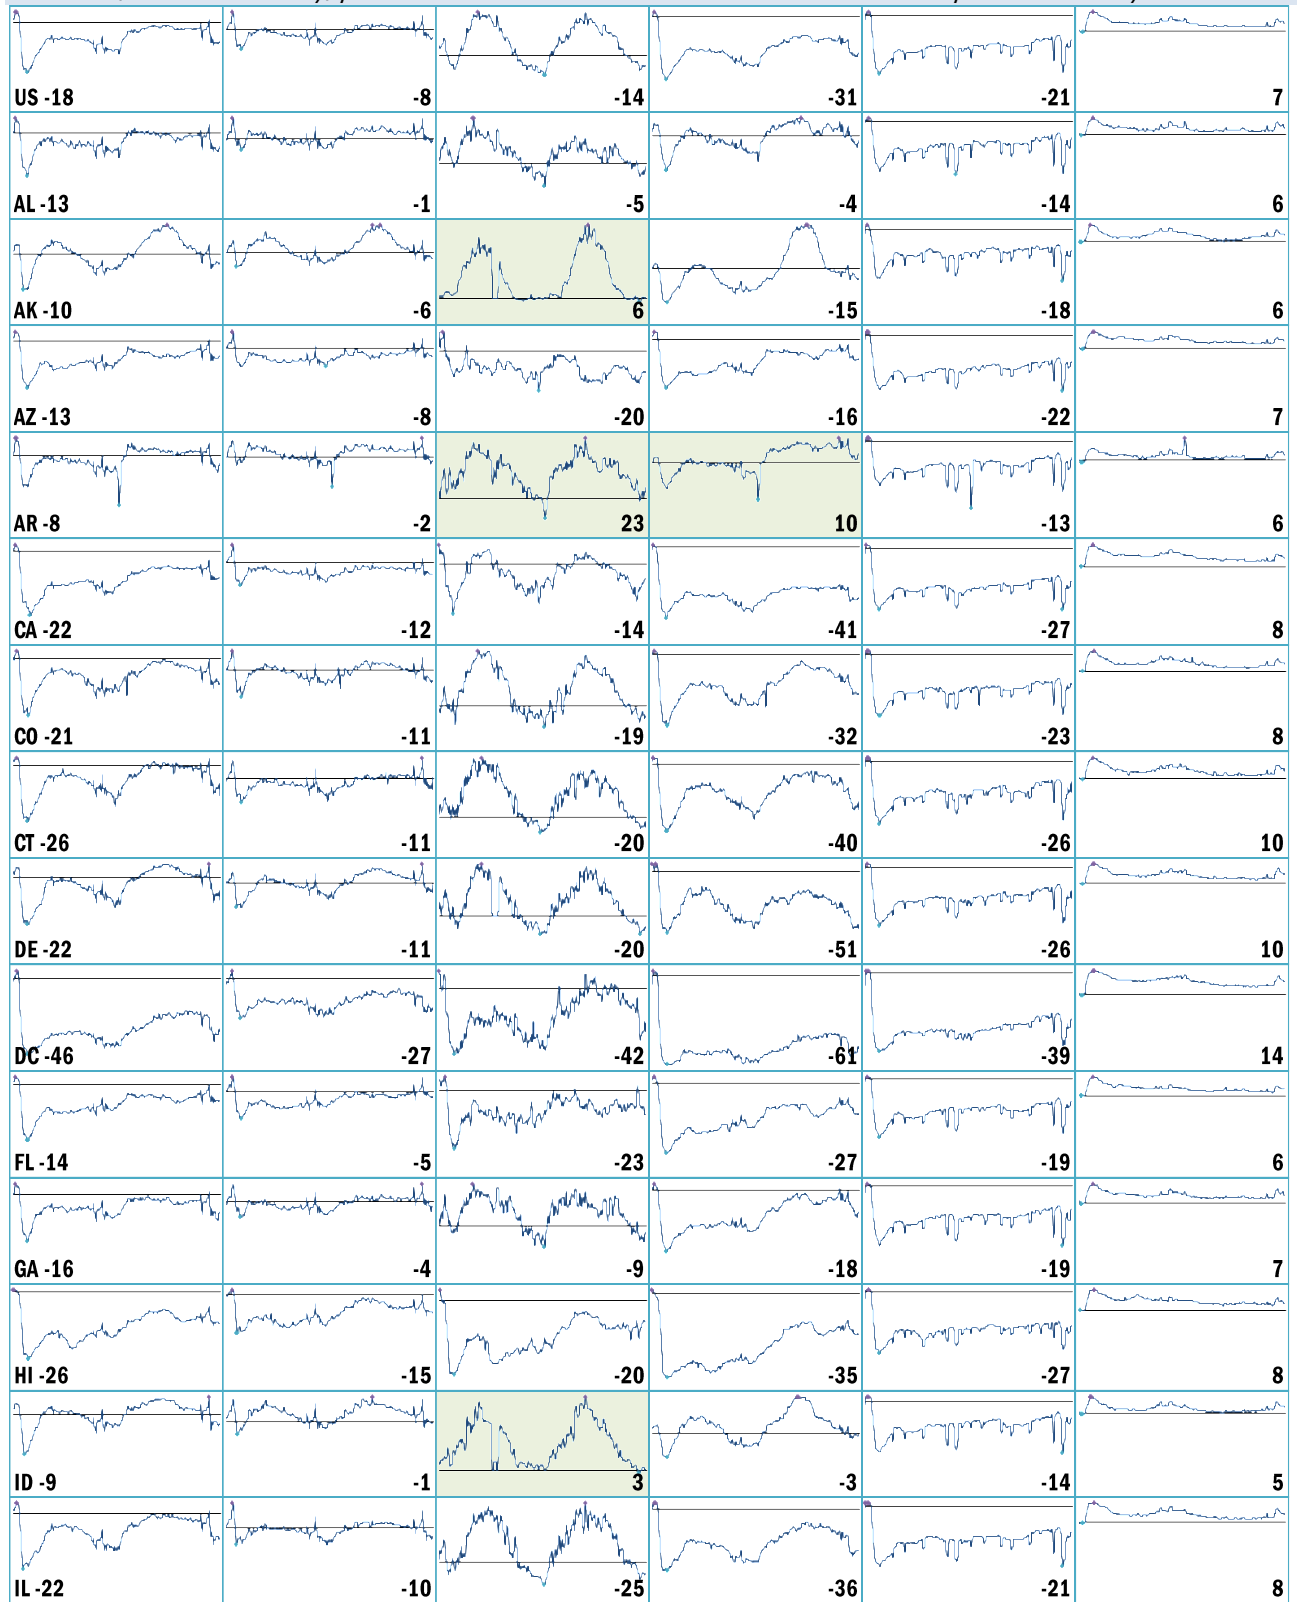 US -18 -8 -14 -31 -21 7
AL -13 -1 -5 -4 -14 6
AK -10 -6 6 -15 -18 6
AZ -13 -8 -20 -16 -22 7
AR -8 -2 23 10 -13 6
CA -22 -12 -14 -41 -27 8
CO -21 -11 -19 -32 -23 8
CT -26 -11 -20 -40 -26 10
DE -22 -11 -20 -51 -26 10
DC -46 -27 -42 -61 -39 14
FL -14 -5 -23 -27 -19 6
GA -16 -4 -9 -18 -19 7
HI -26 -15 -20 -35 -27 8
ID -9 -1 3 -3 -14 5
IL -22 -10 -25 -36 -21 8